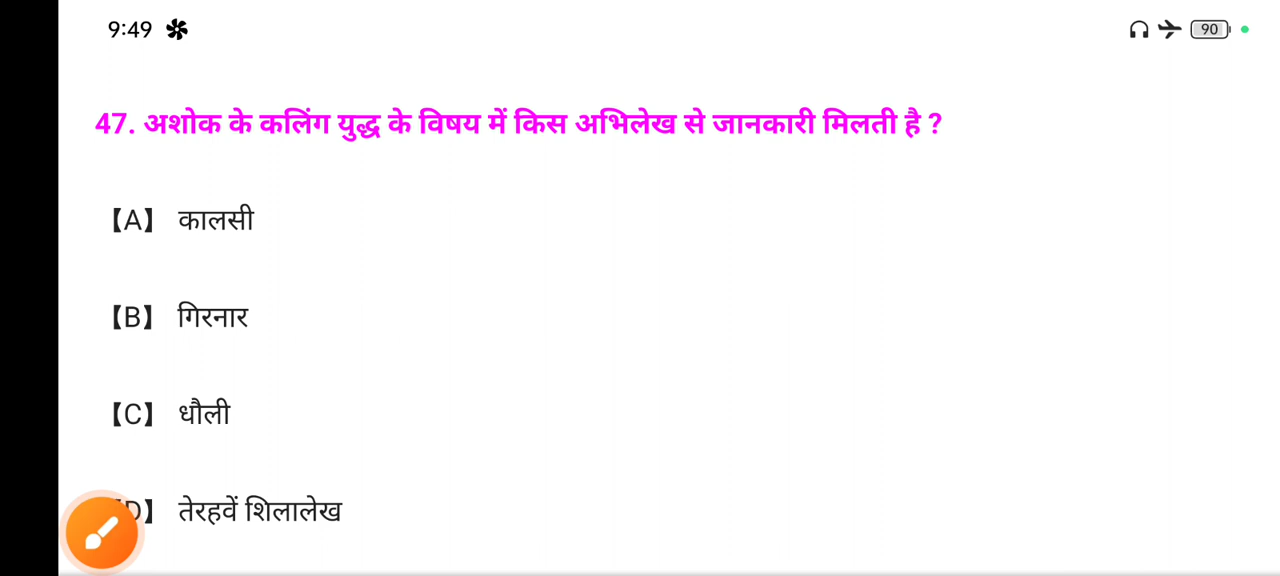 9:49
90
47. अशोक के कलिंग युद्ध के विषय में किस अभिलेख से जानकारी मिलती है ?
【A】 कालसी
【B】 गिरनार
【C】 धौली
D】 तेरहवें शिलालेख